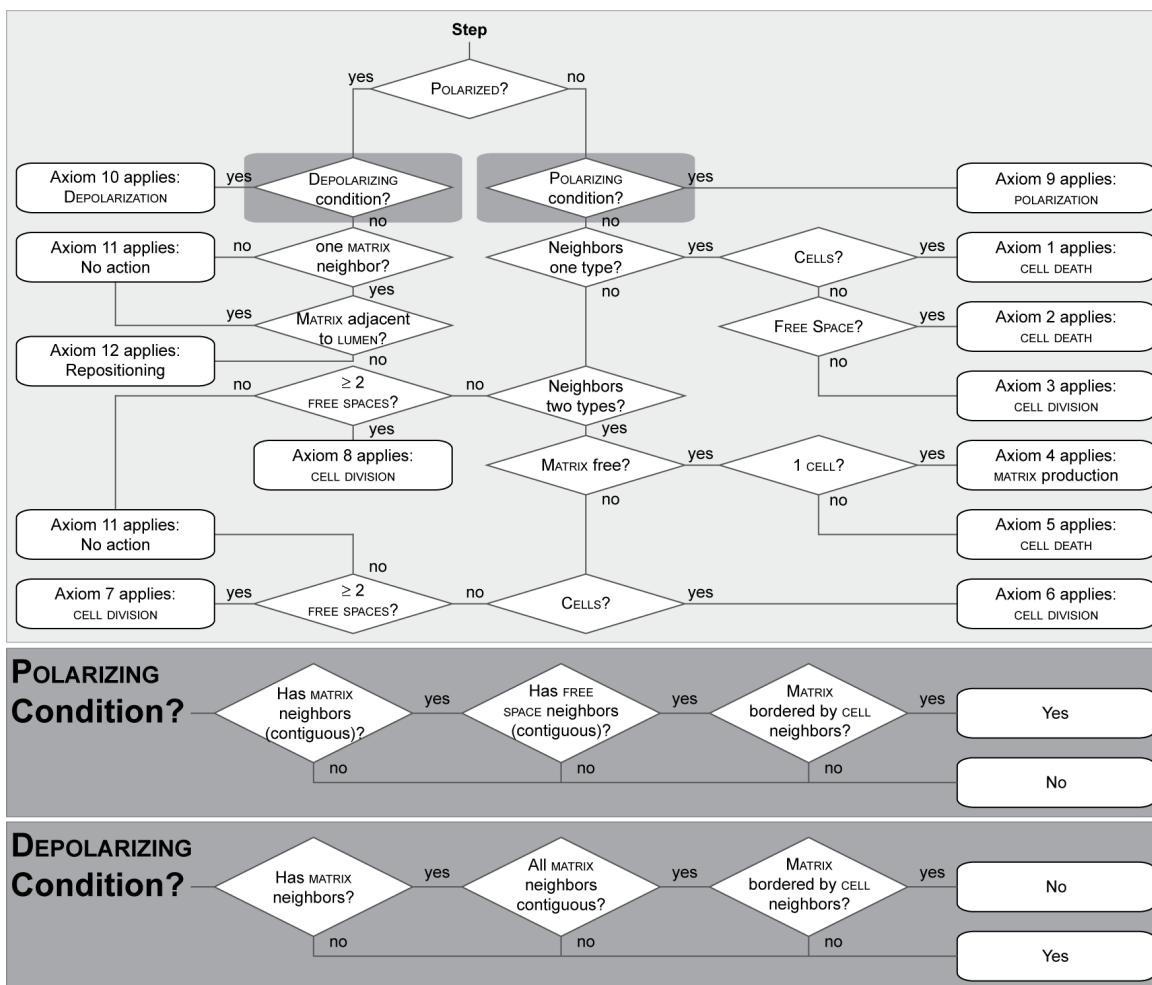 Step
yes
no
POLARIZED?
Axiom 10 applies:
DEPOLARIZATION
yes
DEPOLARIZING
condition?
POLARIZING
condition?
yes
Axiom 9 applies:
POLARIZATION
no
no
Axiom 11 applies:
No action
no
one MATRIX
neighbor?
Neighbors
one type?
yes
CELLS?
yes
Axiom 1 applies:
CELL DEATH
yes
no
no
yes
MATRIX adjacent
to LUMEN?
FREE SPACE?
yes
Axiom 2 applies:
CELL DEATH
Axiom 12 applies:
Repositioning
no
no
no
≥ 2
FREE SPACES?
no
Neighbors
two types?
Axiom 3 applies:
CELL DIVISION
yes
yes
Axiom 8 applies:
CELL DIVISION
MATRIX free?
yes
1 CELL?
yes
Axiom 4 applies:
MATRIX production
no
no
Axiom 11 applies:
No action
Axiom 5 applies:
CELL DEATH
no
Axiom 7 applies:
CELL DIVISION
yes
≥ 2
FREE SPACES?
no
CELLS?
yes
Axiom 6 applies:
CELL DIVISION
POLARIZING
Condition?
Has MATRIX
neighbors
(contiguous)?
yes
Has FREE
SPACE neighbors
(contiguous)?
yes
MATRIX
bordered by CELL
neighbors?
yes
Yes
no
no
no
No
DEPOLARIZING
Condition?
Has MATRIX
neighbors?
yes
All MATRIX
neighbors
contiguous?
yes
MATRIX
bordered by CELL
neighbors?
yes
No
no
no
no
Yes